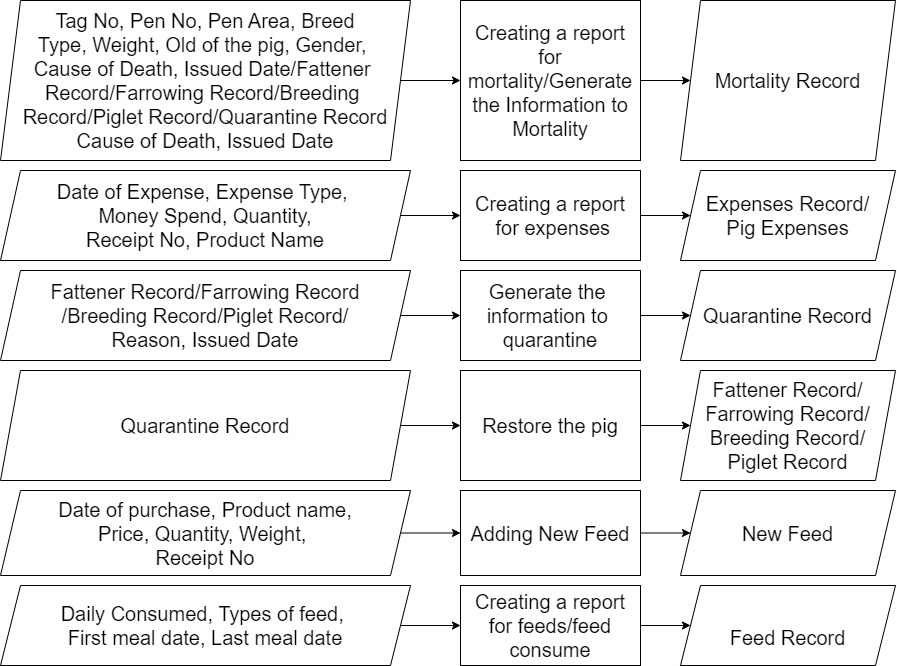 Tag No, Pen No, Pen Area, Breed
Type, Weight, Old of the pig, Gender,
Cause of Death, Issued Date/Fattener
Record/Farrowing Record/Breeding
Record/Piglet Record/Quarantine Record
Cause of Death, Issued Date
Creating a report
for
mortality/Generate
the Information to
Mortality
Mortality Record
Date of Expense, Expense Type,
Money Spend, Quantity,
Receipt No, Product Name
Creating a report
for expenses
Expenses Record/
Pig Expenses
Fattener Record/Farrowing Record
/Breeding Record/Piglet Record/
Reason, Issued Date
Generate the
information to
quarantine
Quarantine Record
Quarantine Record
Restore the pig
Fattener Record/
Farrowing Record/
Breeding Record/
Piglet Record
Date of purchase, Product name,
Price, Quantity, Weight,
Receipt No
Adding New Feed
New Feed
Daily Consumed, Types of feed,
First meal date, Last meal date
Creating a report
for feeds/feed
consume
Feed Record